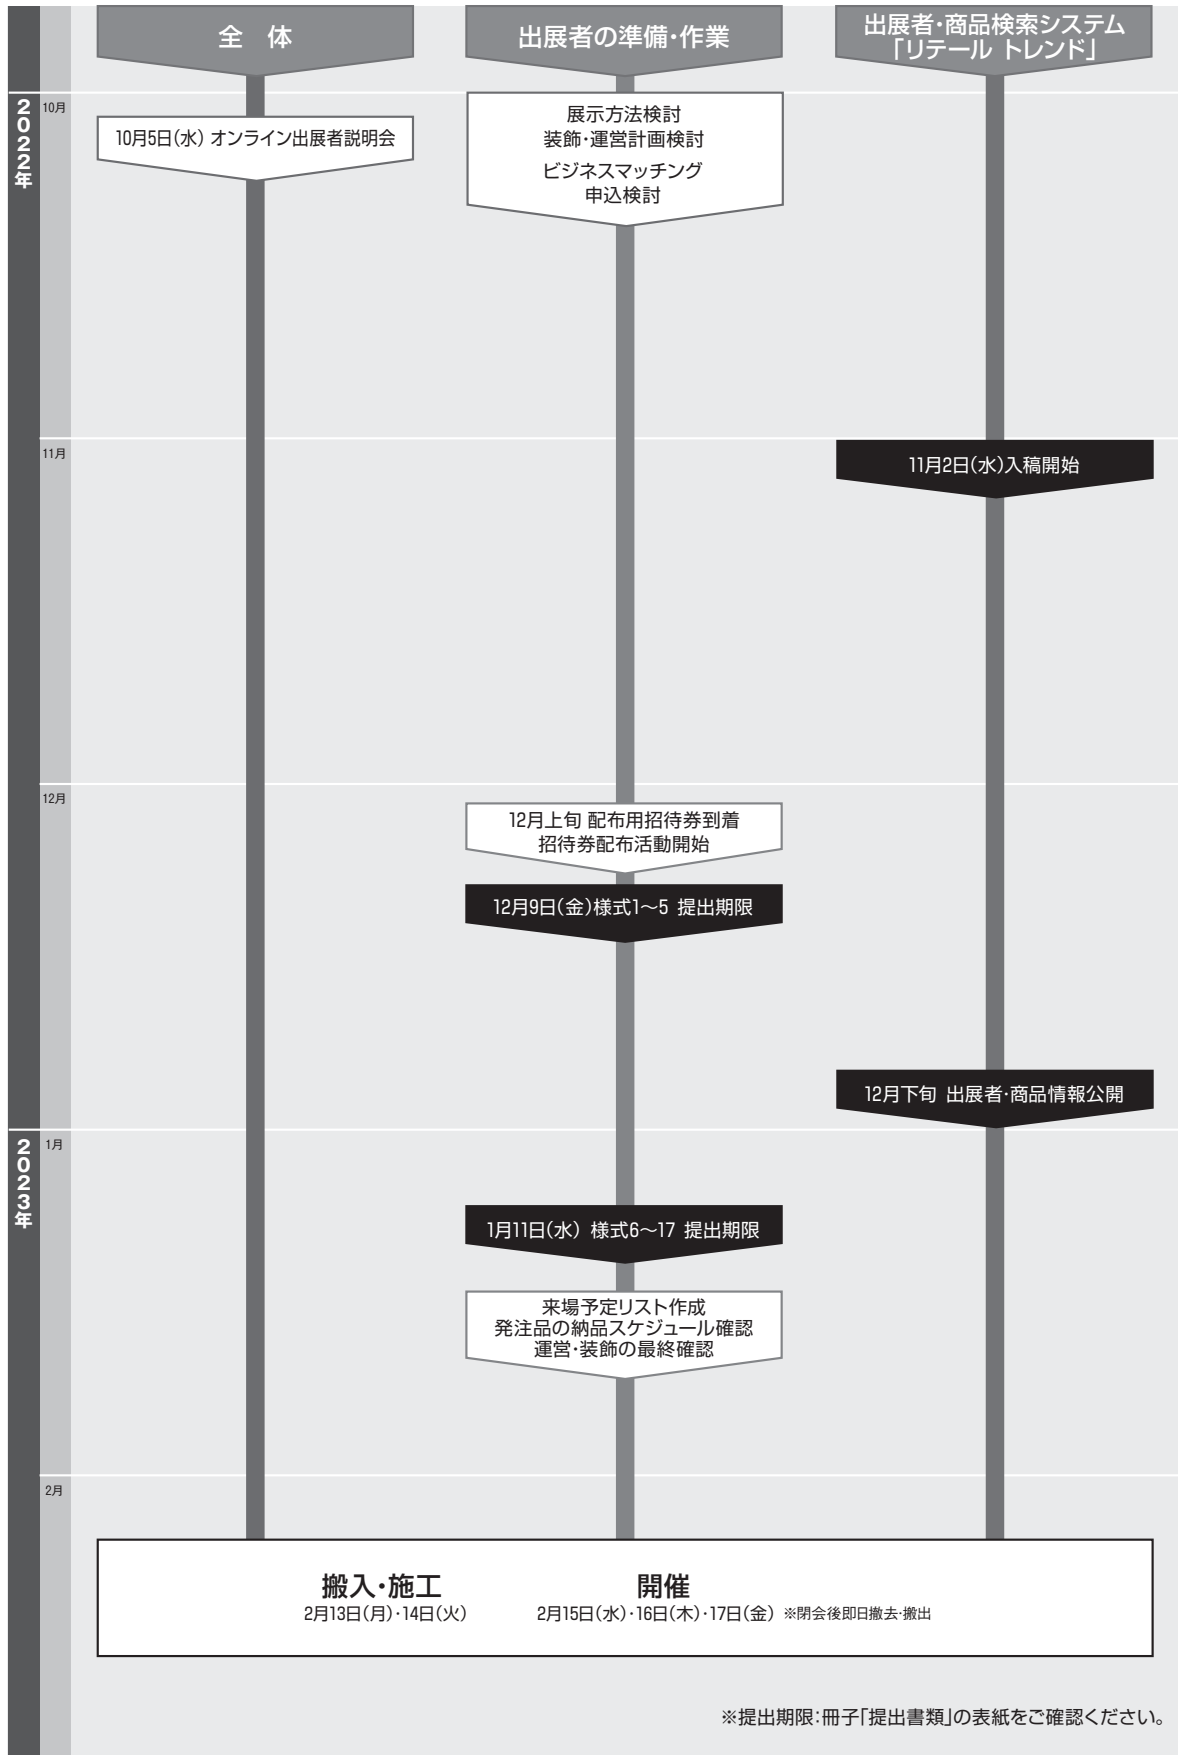 全　体
出展者の準備・作業
出展者・商品検索システム
「リテール トレンド」
2022年
10月
10月5日(水) オンライン出展者説明会
展示方法検討
装飾・運営計画検討
ビジネスマッチング
申込検討
11月
11月2日(水)入稿開始
12月
12月上旬 配布用招待券到着
招待券配布活動開始
12月9日(金)様式1〜5 提出期限
12月下旬 出展者・商品情報公開
2023年
1月
1月11日(水) 様式6〜17 提出期限
来場予定リスト作成
発注品の納品スケジュール確認
運営・装飾の最終確認
2月
搬入・施工
2月13日(月)・14日(火)
開催
2月15日(水)・16日(木)・17日(金) ※閉会後即日撤去・搬出
※提出期限:冊子「提出書類」の表紙をご確認ください。